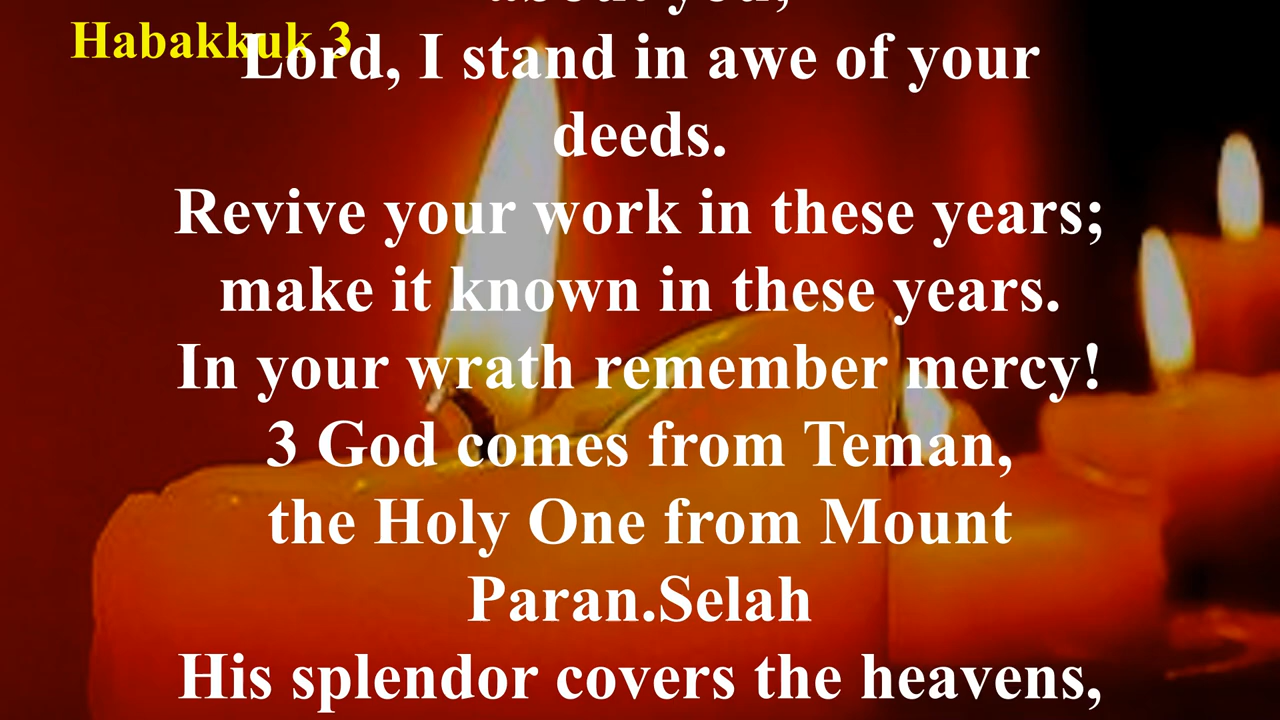 about you;
Habakkuk 3
Lord, I stand in awe of your
deeds.
Revive your work in these years;
make it known in these years.
In your wrath remember mercy!
3 God comes from Teman,
the Holy One from Mount
Paran.Selah
His splendor covers the heavens,